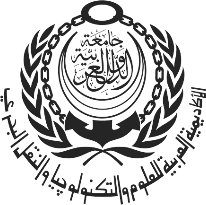 جامعة
الدول العربية
الأكاديمية العربية للعلوم والتكنولوجيا والنقل البحري